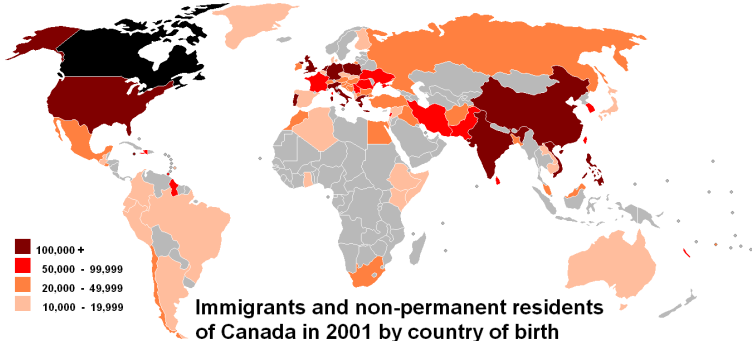 100,000 +
50,000 - 99,999
20,000 - 49,999
10,000 - 19,999
Immigrants and non-permanent residents
of Canada in 2001 by country of birth